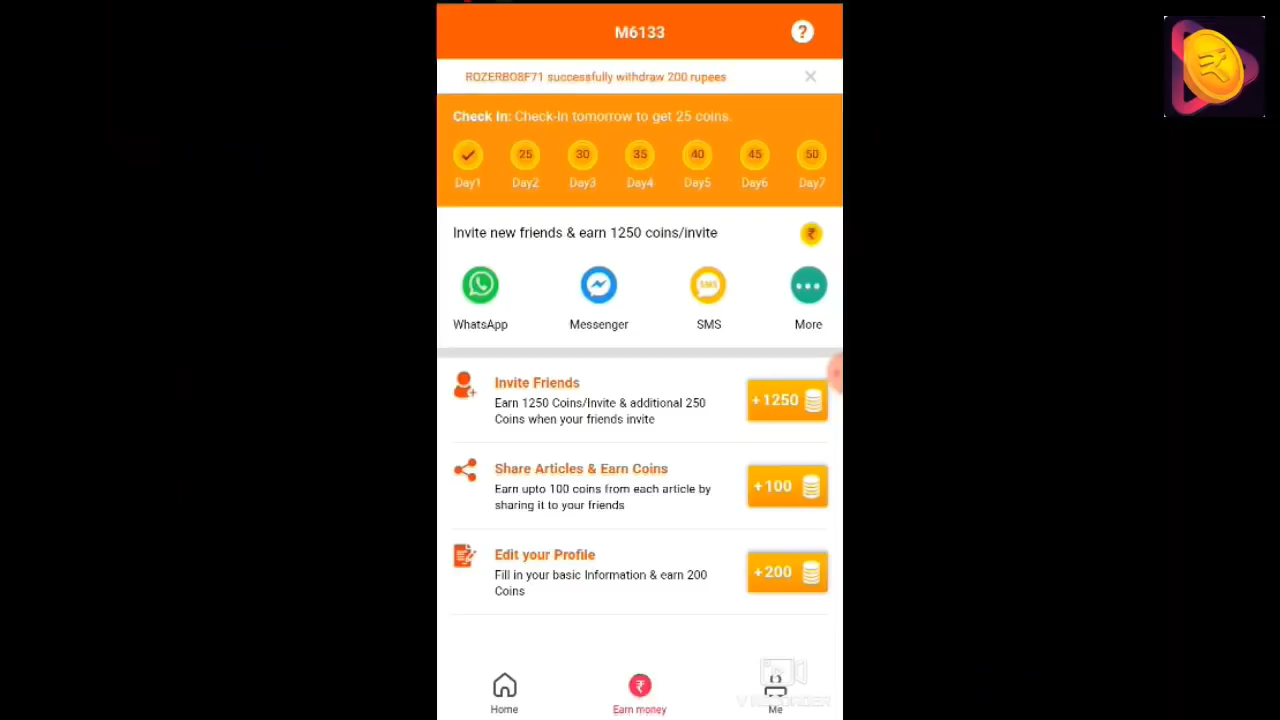 M6133
?
ROZERBO8F71 successfully withdraw 200 rupees
Check In: Check-in tomorrow to get 25 coins.
25 30 35 40 45 50
Day1 Day2 Day3 Day4 Day5 Day6 Day7
Invite new friends & earn 1250 coins/invite
₹
SMS
WhatsApp Messenger SMS More
Invite Friends
Earn 1250 Coins/Invite & additional 250
Coins when your friends invite
+1250
Share Articles & Earn Coins
Earn upto 100 coins from each article by
sharing it to your friends
+100
Edit your Profile
Fill in your basic Information & earn 200
Coins
+200
₹
V RECORDER
Home Earn money Me
₹